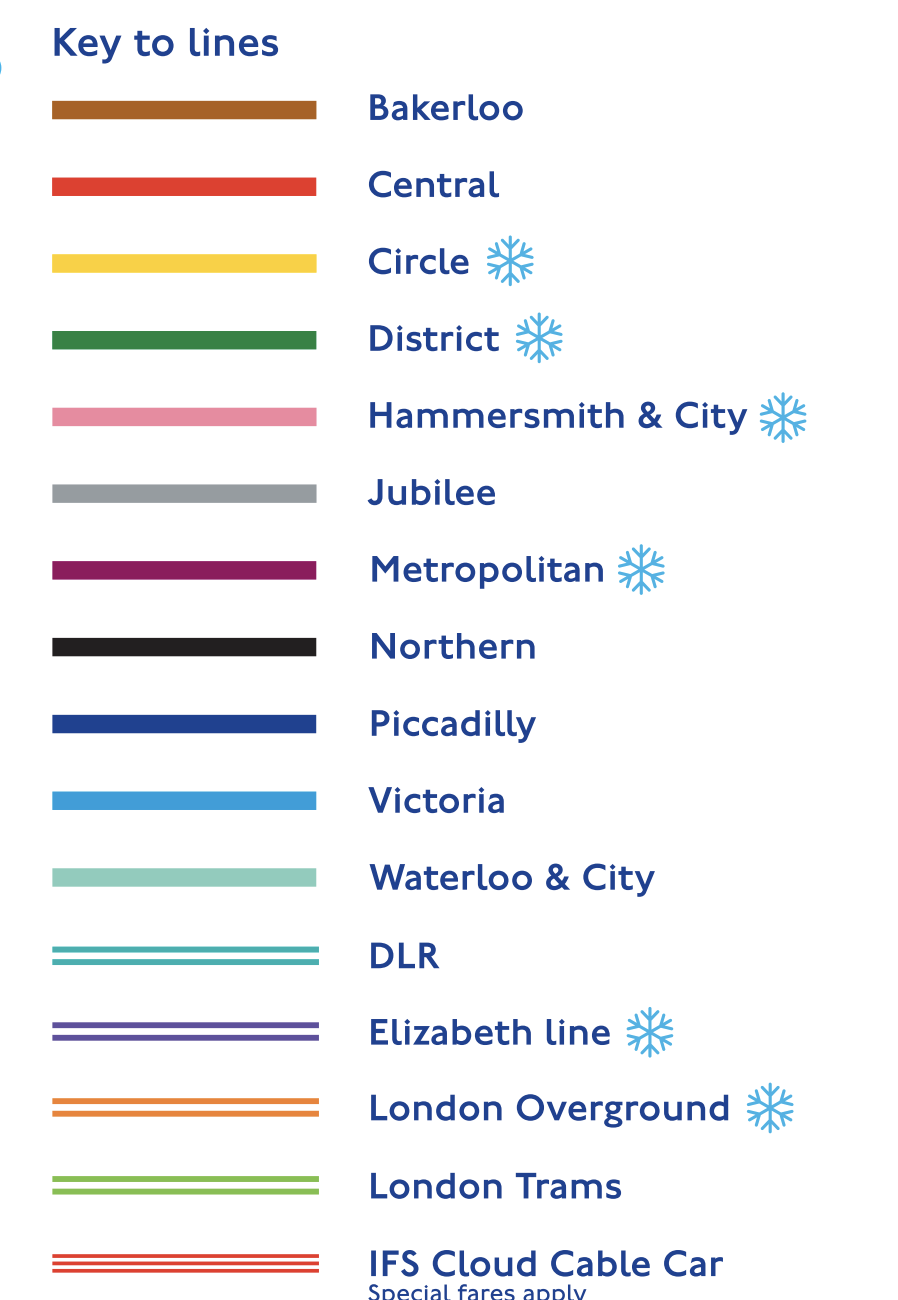 Key to lines
Bakerloo
Central
Circle
District
Hammersmith & City
Jubilee
Metropolitan
Northern
Piccadilly
Victoria
Waterloo & City
DLR
Elizabeth line
London Overground
London Trams
IFS Cloud Cable Car
Special fares apply